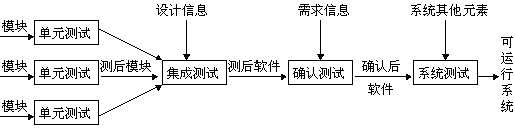 设计信息
需求信息
系统其他元素
模块
单元测试
模块
单元测试
测后模块
集成测试
测后软件
确认测试
确认后
软件
系统测试
可运行系统
模块
单元测试